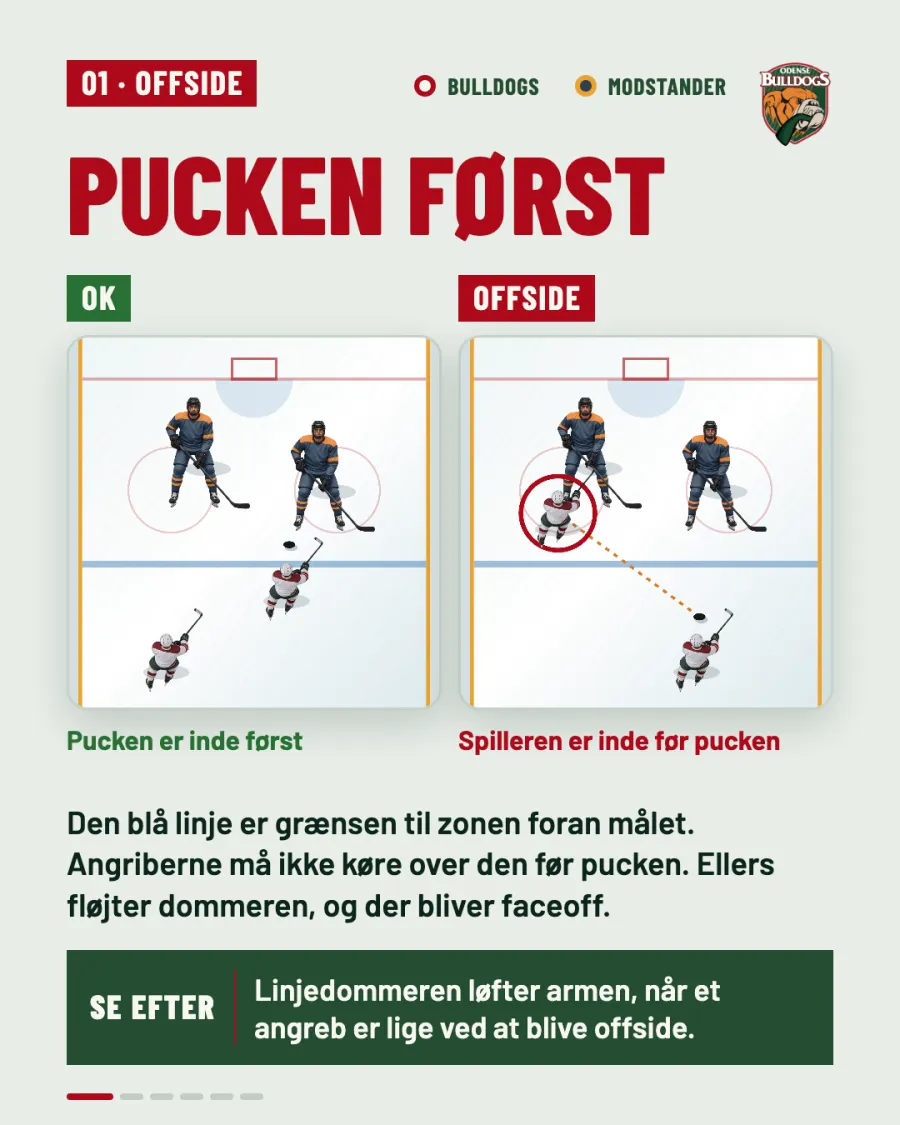 01 · OFFSIDE
BULLDOGS
MODSTANDER
ODENSE
BULLDOGS
PUCKEN FØRST
OK
OFFSIDE
Pucken er inde først
Spilleren er inde før pucken
Den blå linje er grænsen til zonen foran målet.
Angriberne må ikke køre over den før pucken. Ellers
fløjter dommeren, og der bliver faceoff.
SE EFTER
Linjedommeren løfter armen, når et
angreb er lige ved at blive offside.